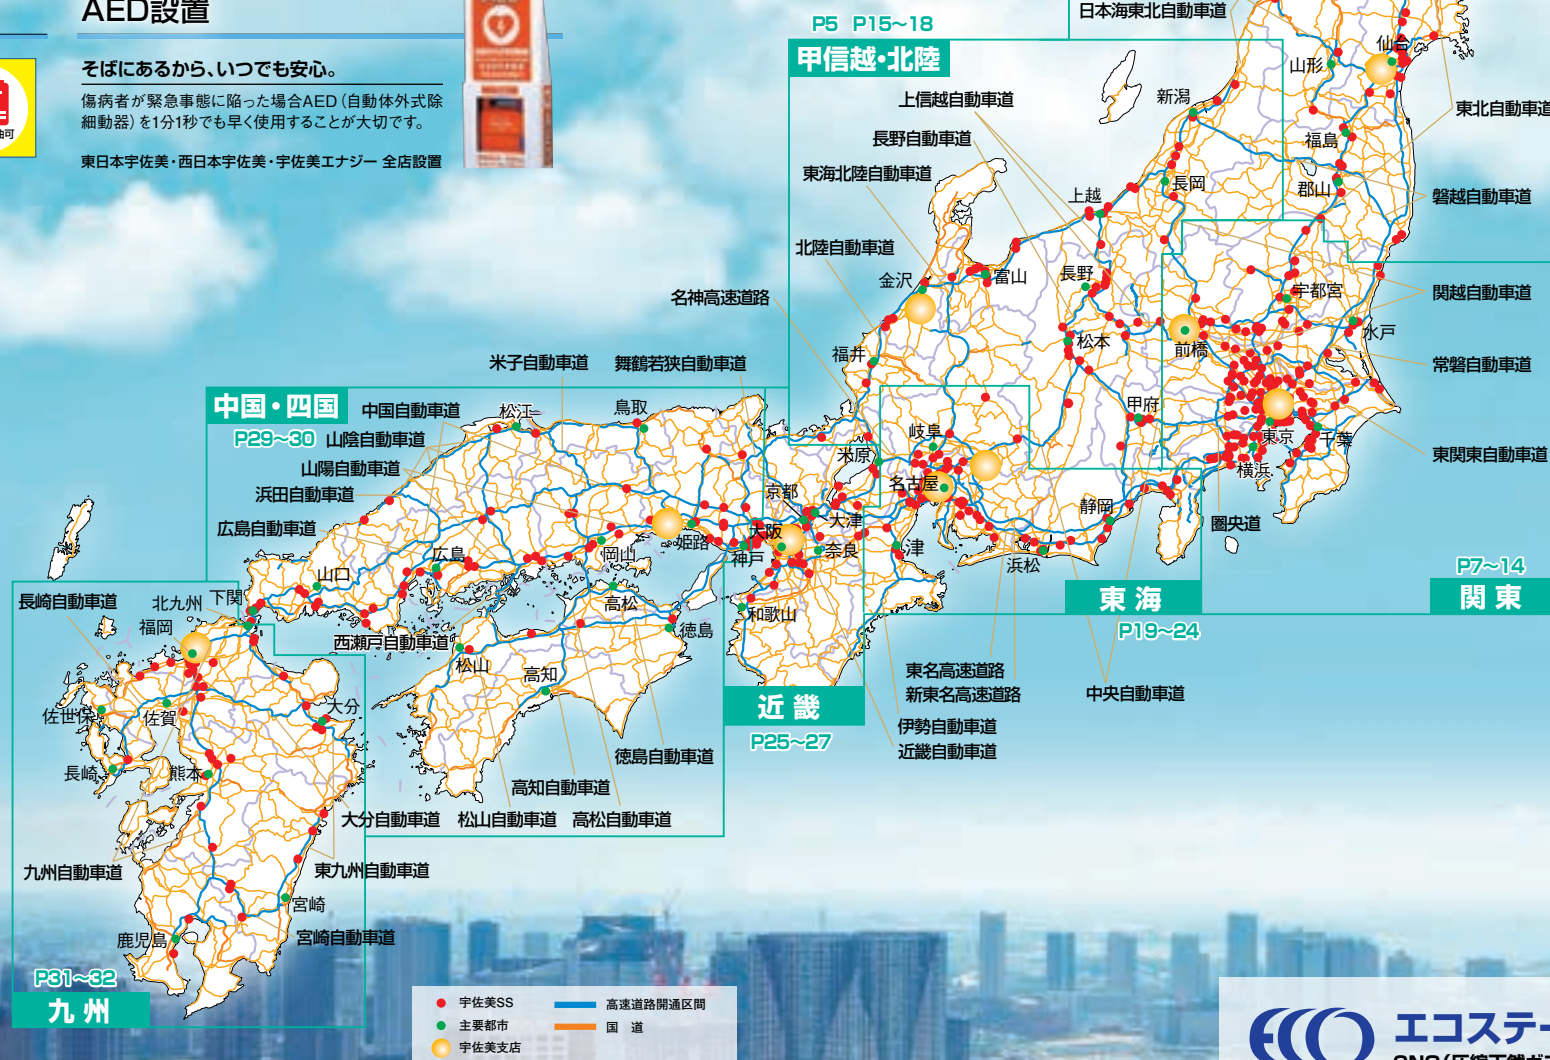 AED設置
そばにあるから、いつでも安心。
傷病者が緊急事態に陥った場合AED（自動体外式除
細動器）を1分1秒でも早く使用することが大切です。
東日本宇佐美・西日本宇佐美・宇佐美エナジー 全店設置
P5 P15〜18
甲信越・北陸
日本海東北自動車道
仙台
山形
上信越自動車道
新潟
東北自動車道
長野自動車道
福島
東海北陸自動車道
長岡
郡山
上越
磐越自動車道
北陸自動車道
金沢
富山
長野
宇都宮
関越自動車道
名神高速道路
水戸
松本
前橋
福井
米子自動車道
舞鶴若狭自動車道
常磐自動車道
中国・四国
中国自動車道
松江
鳥取
甲府
P29〜30
山陰自動車道
岐阜
東京
千葉
米原
東関東自動車道
山陽自動車道
横浜
浜田自動車道
京都
名古屋
静岡
広島自動車道
大阪
大津
圏央道
姫路
岡山
神戸
奈良
津
広島
浜松
P7〜14
関東
山口
東海
長崎自動車道
北九州
下関
高松
和歌山
P19〜24
福岡
徳島
西瀬戸自動車道
松山
高知
東名高速道路
新東名高速道路
中央自動車道
近畿
P25〜27
佐世保
佐賀
大分
伊勢自動車道
近畿自動車道
徳島自動車道
長崎
熊本
高知自動車道
大分自動車道
松山自動車道
高松自動車道
九州自動車道
東九州自動車道
宮崎
鹿児島
宮崎自動車道
P31〜32
九州
宇佐美SS
高速道路開通区間
主要都市
国 道
宇佐美支店
ECO
エコステー